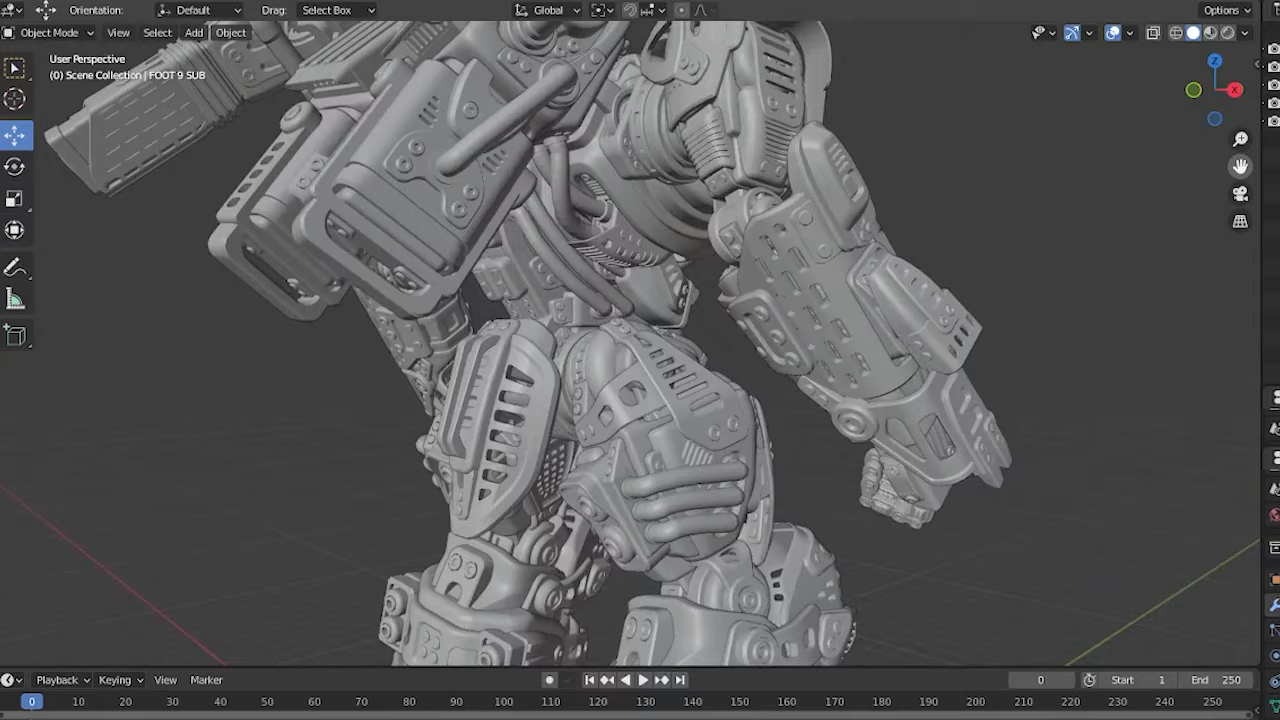 Orientation: Default Drag: Select Box Global Options
Object Mode View Select Add Object
User Perspective
(0) Scene Collection | FOOT 9 SUB
Z
X
Playback Keying View Marker 0 Start 1 End 250
0 10 20 30 40 50 60 70 80 90 100 110 120 130 140 150 160 170 180 190 200 210 220 230 240 250